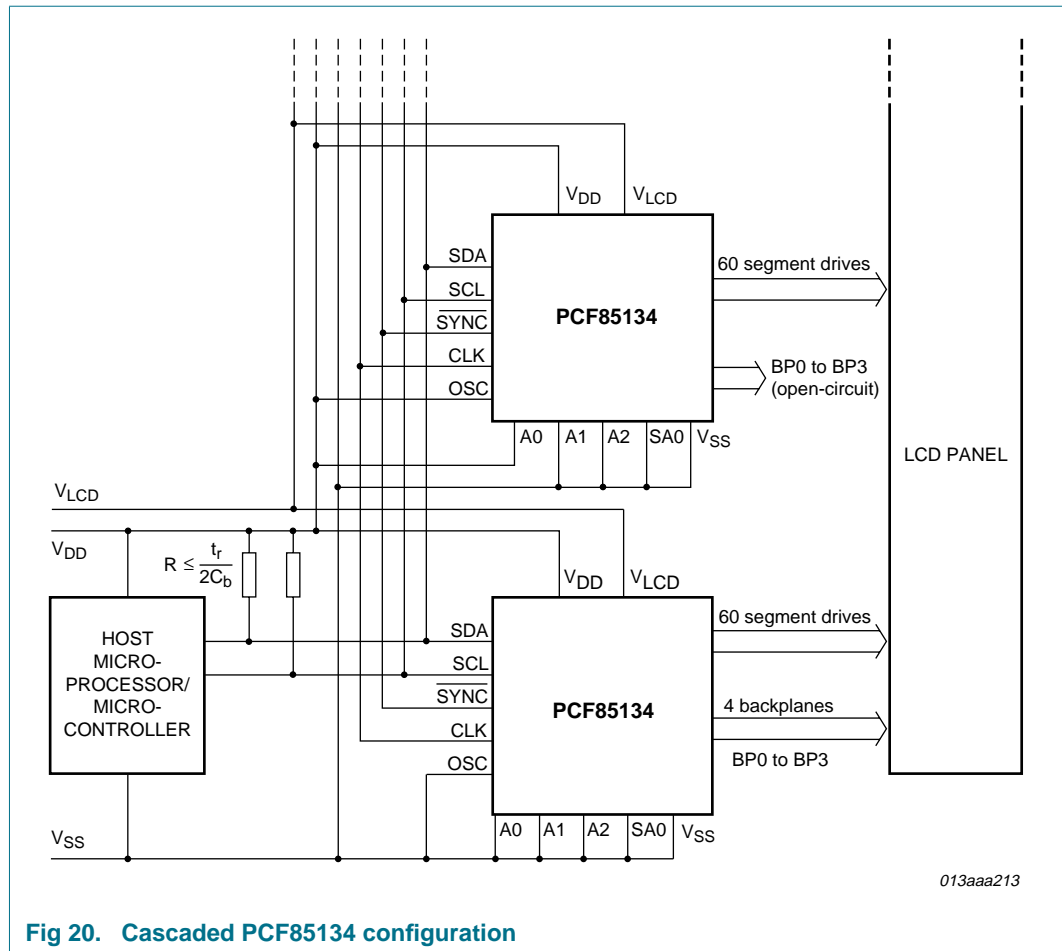 VDD
VLCD
SDA
SCL
SYNC
CLK
OSC
PCF85134
60 segment drives
BP0 to BP3
(open-circuit)
A0 A1 A2 SA0 VSS
LCD PANEL
VLCD
VDD
R ≤ tr/2Cb
VDD
VLCD
HOST
MICRO-
PROCESSOR/
MICRO-
CONTROLLER
SDA
SCL
SYNC
CLK
OSC
PCF85134
60 segment drives
4 backplanes
BP0 to BP3
A0 A1 A2 SA0 VSS
VSS
013aaa213
Fig 20. Cascaded PCF85134 configuration